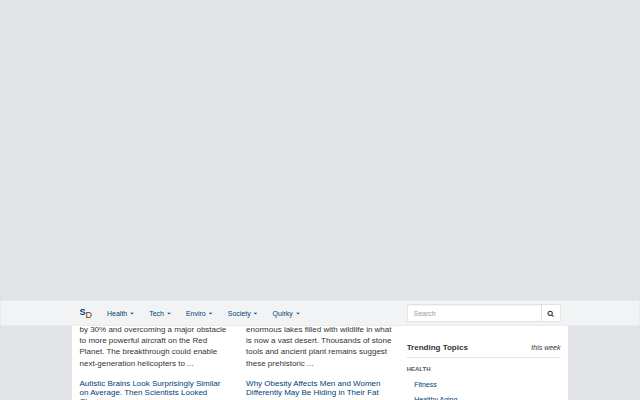 SD Health Tech Enviro Society Quirky Search
by 30% and overcoming a major obstacle
to more powerful aircraft on the Red
Planet. The breakthrough could enable
next-generation helicopters to ...
Autistic Brains Look Surprisingly Similar
on Average. Then Scientists Looked
enormous lakes filled with wildlife in what
is now a vast desert. Thousands of stone
tools and ancient plant remains suggest
these prehistoric ...
Why Obesity Affects Men and Women
Differently May Be Hiding in Their Fat
Trending Topics this week
HEALTH
Fitness
Healthy Aging